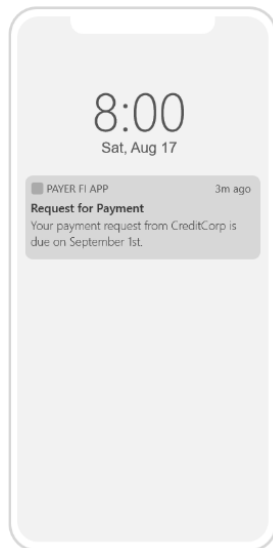 8:00
Sat, Aug 17
PAYER FI APP 3m ago
Request for Payment
Your payment request from CreditCorp is
due on September 1st.